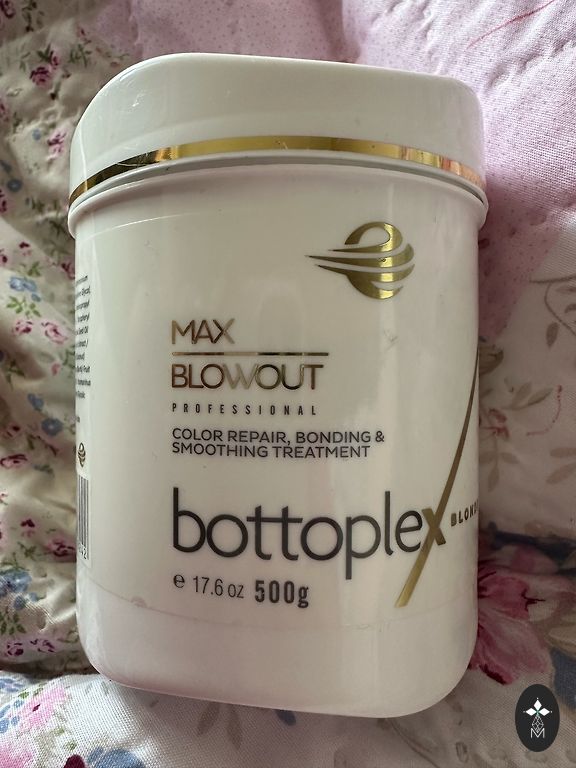 MAX
BLOWOUT
PROFESSIONAL
COLOR REPAIR, BONDING &
SMOOTHING TREATMENT
bottoplex
e 17.6 oz 500g